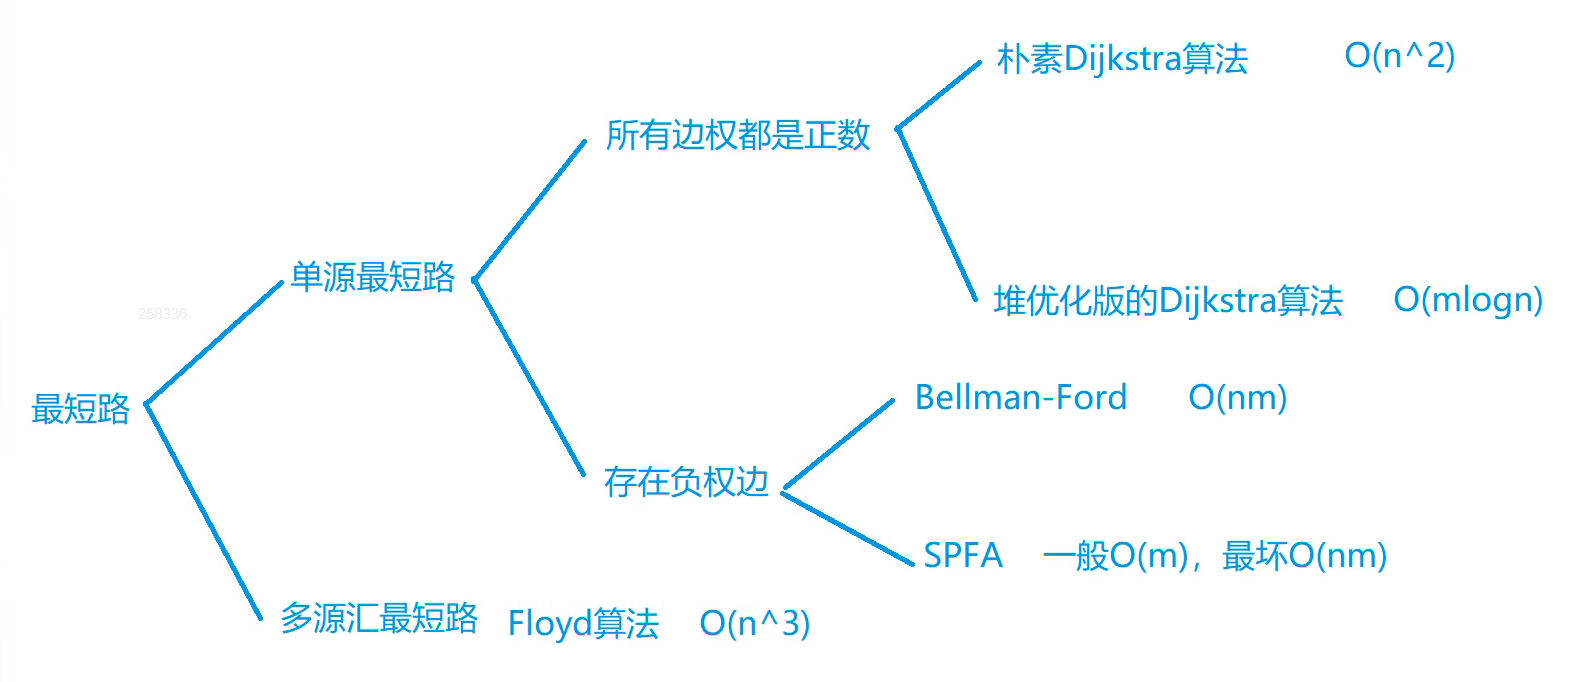 朴素Dijkstra算法 O(n^2)
所有边权都是正数
单源最短路
堆优化版的Dijkstra算法 O(mlogn)
258336
最短路
Bellman-Ford O(nm)
存在负权边
SPFA 一般O(m)，最坏O(nm)
多源汇最短路 Floyd算法 O(n^3)